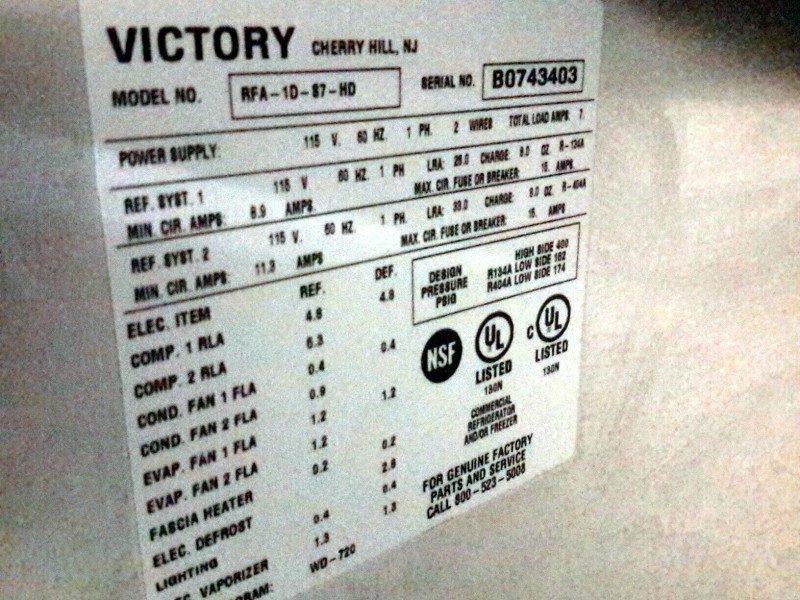 VICTORY CHERRY HILL, NJ
MODEL NO. RFA-1D-S7-HD SERIAL NO. B0743403
POWER SUPPLY: 115 V. 60 HZ. 1 PH. 2 WIRES TOTAL LOAD AMPS 7.
REF. SYST. 1 115 V 60 HZ. 1 PH LRA: 26.0 CHARGE: 9.0 OZ. R-134A
MIN. CIR. AMPS: 6.9 AMPS MAX. CIR. FUSE OR BREAKER: 15. AMPS
REF. SYST. 2 115 V. 60 HZ. 1 PH. LRA: 33.0 CHARGE: 9.0 OZ. R-404A
MIN. CIR. AMPS: 11.3 AMPS MAX. CIR. FUSE OR BREAKER: 15. AMPS
DESIGN PRESSURE PSIG
HIGH SIDE 400
R134A LOW SIDE 162
R404A LOW SIDE 174
ELEC. ITEM REF. DEF.
COMP. 1 RLA 4.8 4.8
COMP. 2 RLA 6.3
COND. FAN 1 FLA 0.4 0.4
COND. FAN 2 FLA 0.9
EVAP. FAN 1 FLA 1.2 1.2
EVAP. FAN 2 FLA 1.2
FASCIA HEATER 0.2 0.2
ELEC. DEFROST 2.8
LIGHTING 0.4 0.4
VAPORIZER 1.3 1.3
WD-720
NSF
UL
LISTED
130N
C UL
LISTED
130N
COMMERCIAL
REFRIGERATOR
AND/OR FREEZER
FOR GENUINE FACTORY
PARTS AND SERVICE
CALL 800-523-5008